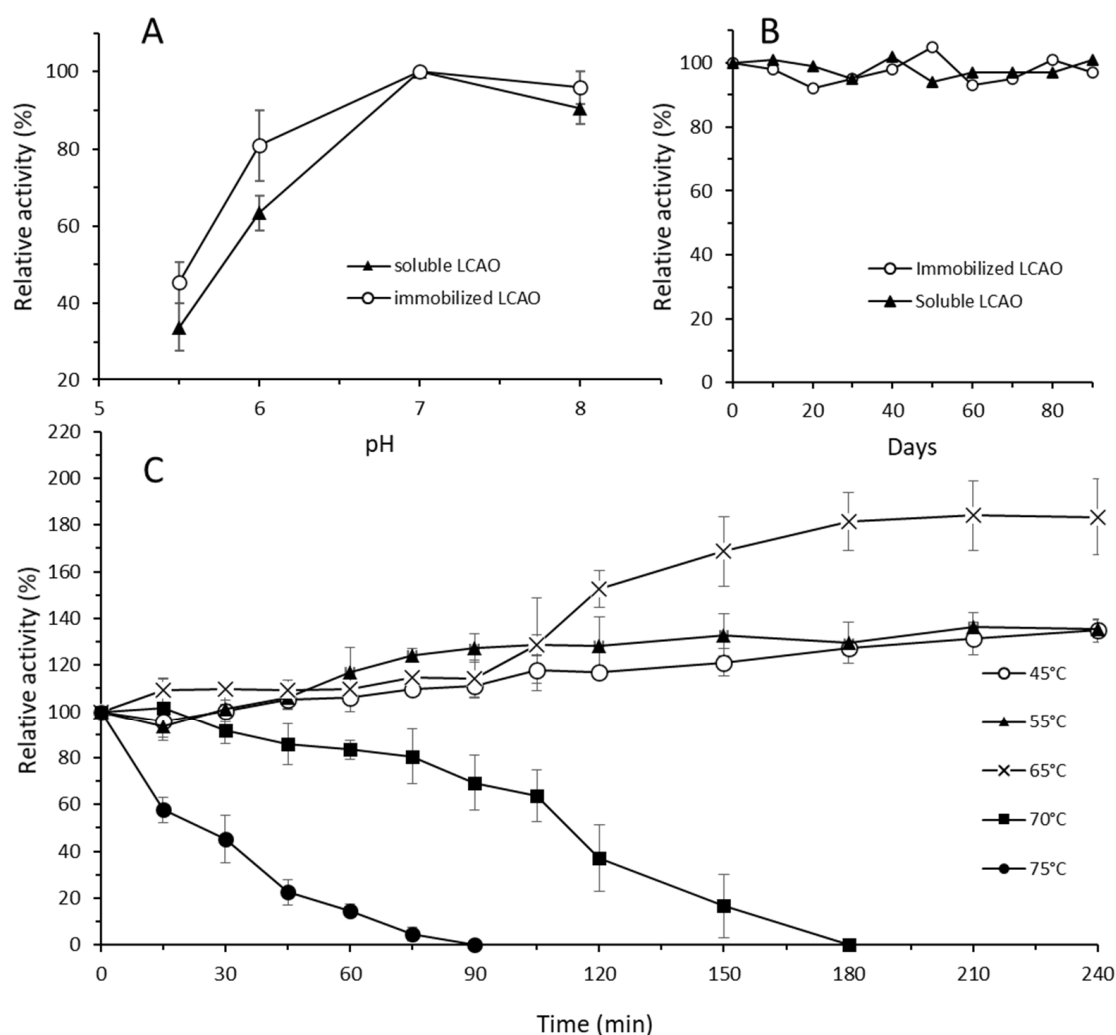 A
Relative activity (%)
100
80
60
40
20
5
6
7
8
pH
soluble LCAO
immobilized LCAO
B
Relative activity (%)
100
80
60
40
20
0
0
20
40
60
80
Days
Immobilized LCAO
Soluble LCAO
C
Relative activity (%)
220
200
180
160
140
120
100
80
60
40
20
0
0
30
60
90
120
150
180
210
240
Time (min)
45°C
55°C
65°C
70°C
75°C